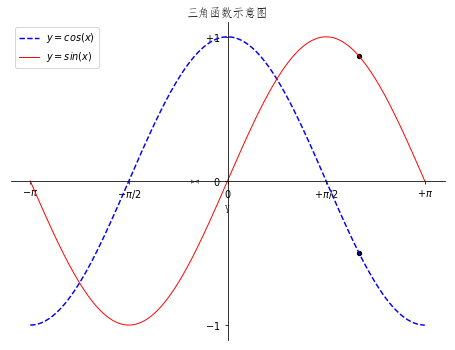 三角函数示意图
y = cos(x)
y = sin(x)
+1
0
−π
−π/2
0
+π/2
+π
−1